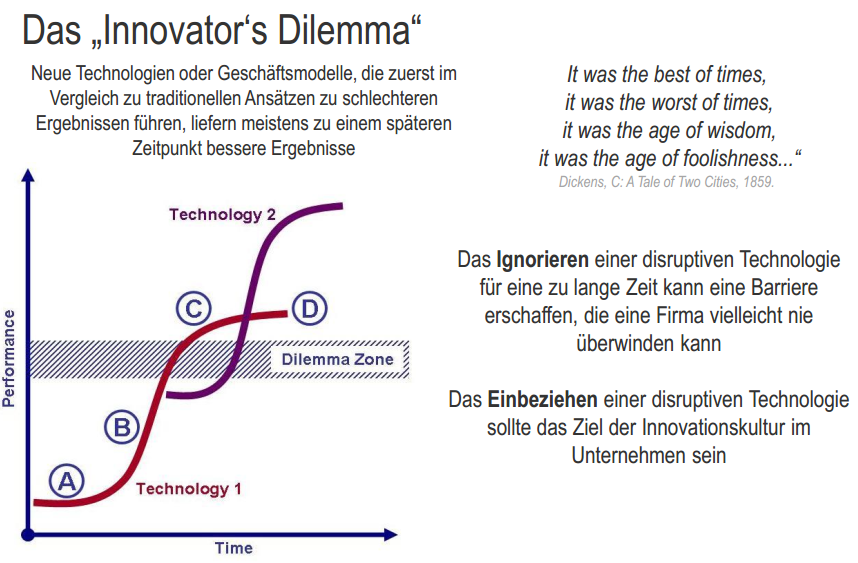 Das „Innovator‘s Dilemma“
Neue Technologien oder Geschäftsmodelle, die zuerst im
Vergleich zu traditionellen Ansätzen zu schlechteren
Ergebnissen führen, liefern meistens zu einem späteren
Zeitpunkt bessere Ergebnisse
It was the best of times,
it was the worst of times,
it was the age of wisdom,
it was the age of foolishness...“
Dickens, C: A Tale of Two Cities, 1859.
Technology 2
C
D
Dilemma Zone
B
A
Technology 1
Performance
Time
Das Ignorieren einer disruptiven Technologie
für eine zu lange Zeit kann eine Barriere
erschaffen, die eine Firma vielleicht nie
überwinden kann
Das Einbeziehen einer disruptiven Technologie
sollte das Ziel der Innovationskultur im
Unternehmen sein